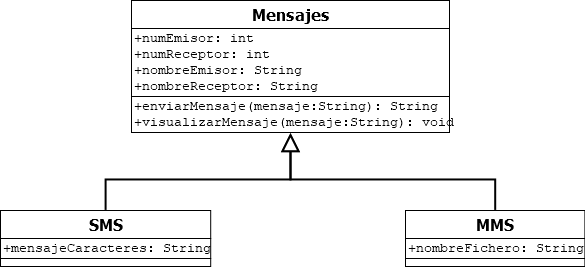 Mensajes
+numEmisor: int
+numReceptor: int
+nombreEmisor: String
+nombreReceptor: String
+enviarMensaje(mensaje:String): String
+visualizarMensaje(mensaje:String): void
SMS
+mensajeCaracteres: String
MMS
+nombreFichero: String